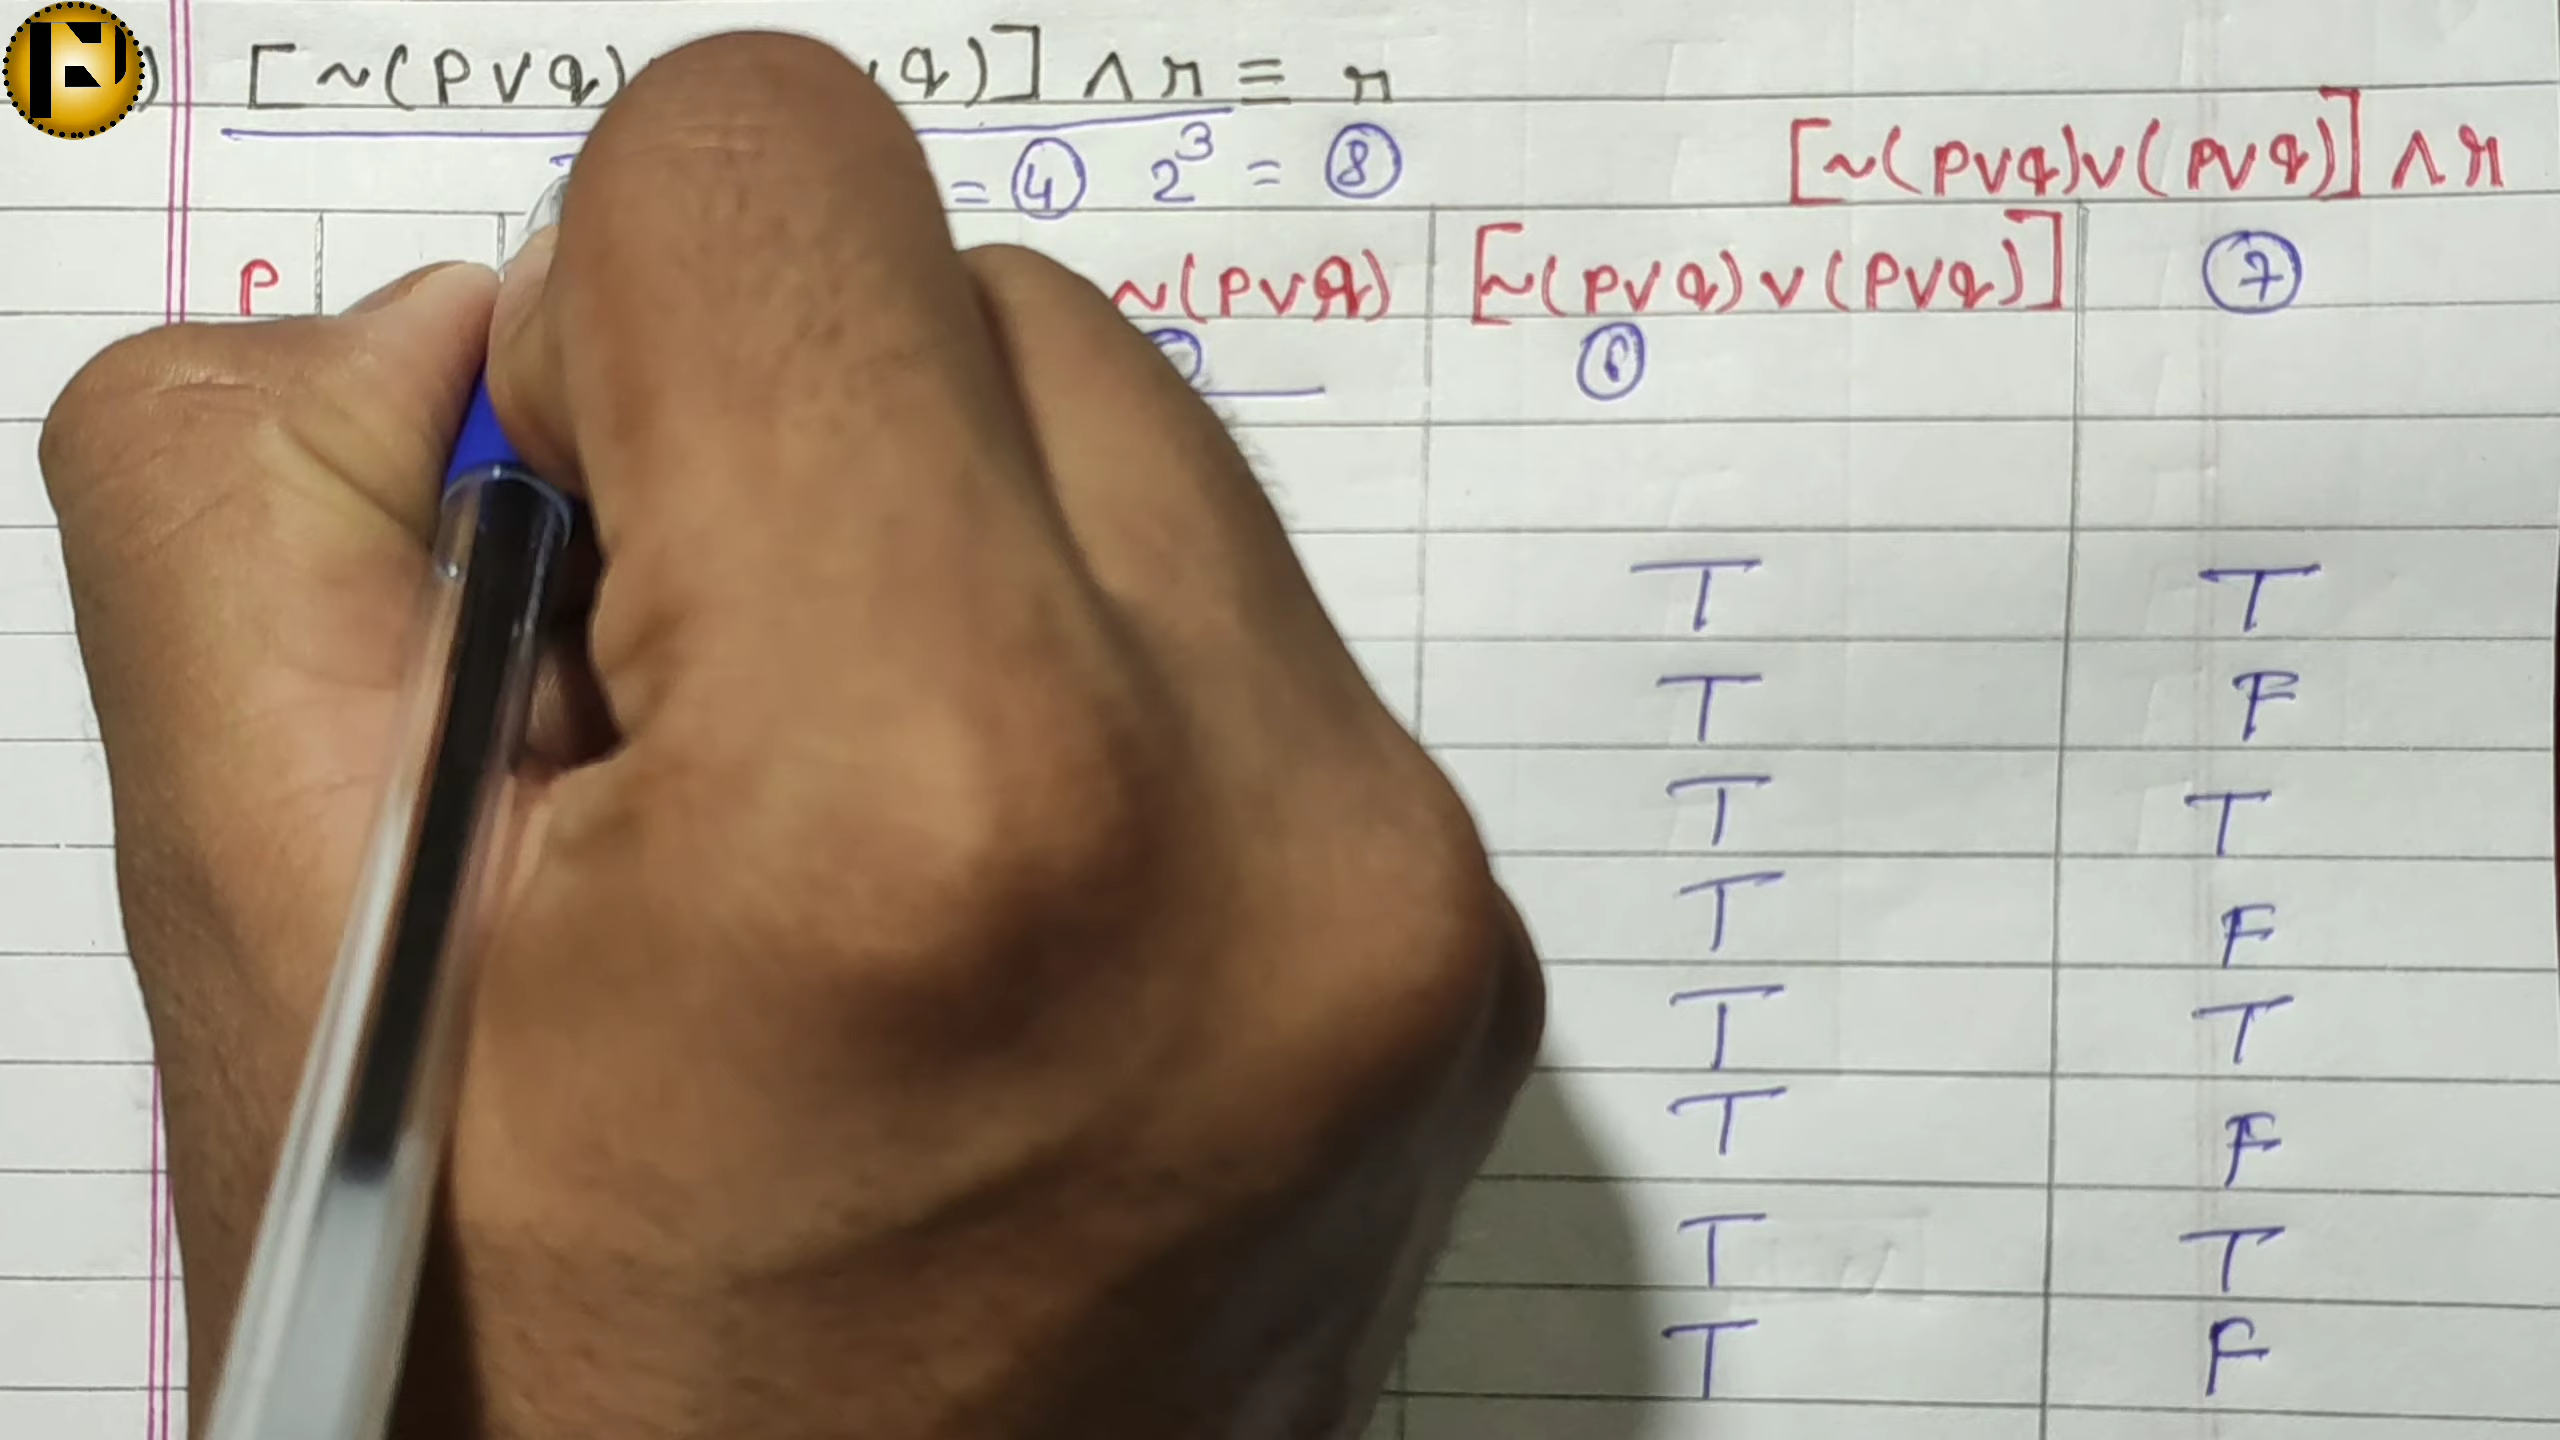 ) [~(p∨q) q)] ∧ r ≡ r
= 4 2³ = 8
[~(p∨q)∨(p∨q)] ∧ r
p ~(p∨q) [~(p∨q)∨(p∨q)] 7
6
T T
T F
T T
T F
T T
T F
T T
T F